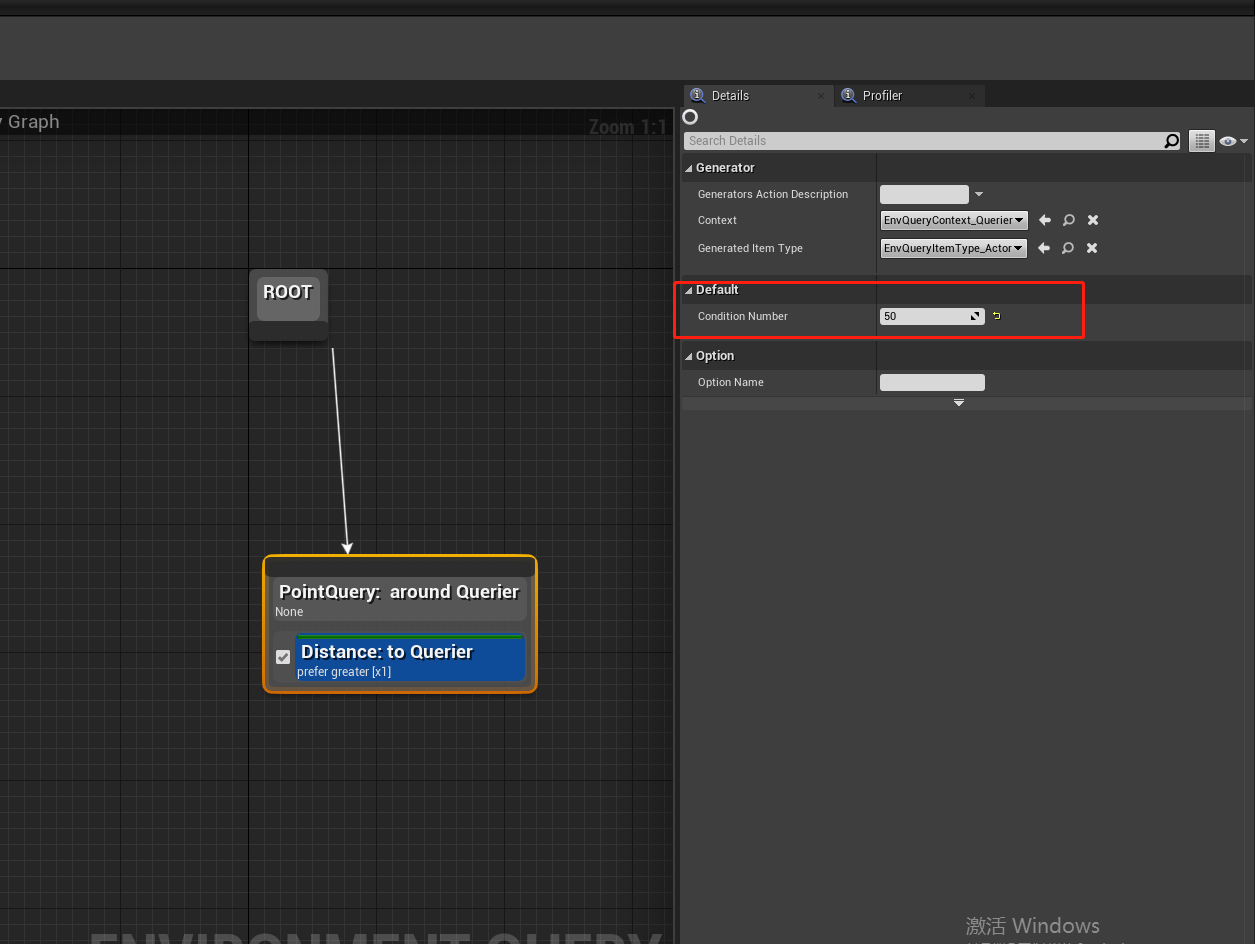 Details
Profiler
Graph
Zoom 1:1
Search Details
Generator
Generators Action Description
Context
EnvQueryContext_Querier
Generated Item Type
EnvQueryItemType_Actor
Default
Condition Number
50
Option
Option Name
ROOT
PointQuery: around Querier
None
Distance: to Querier
prefer greater [x1]
激活 Windows
ENVIRONMENT QUERY